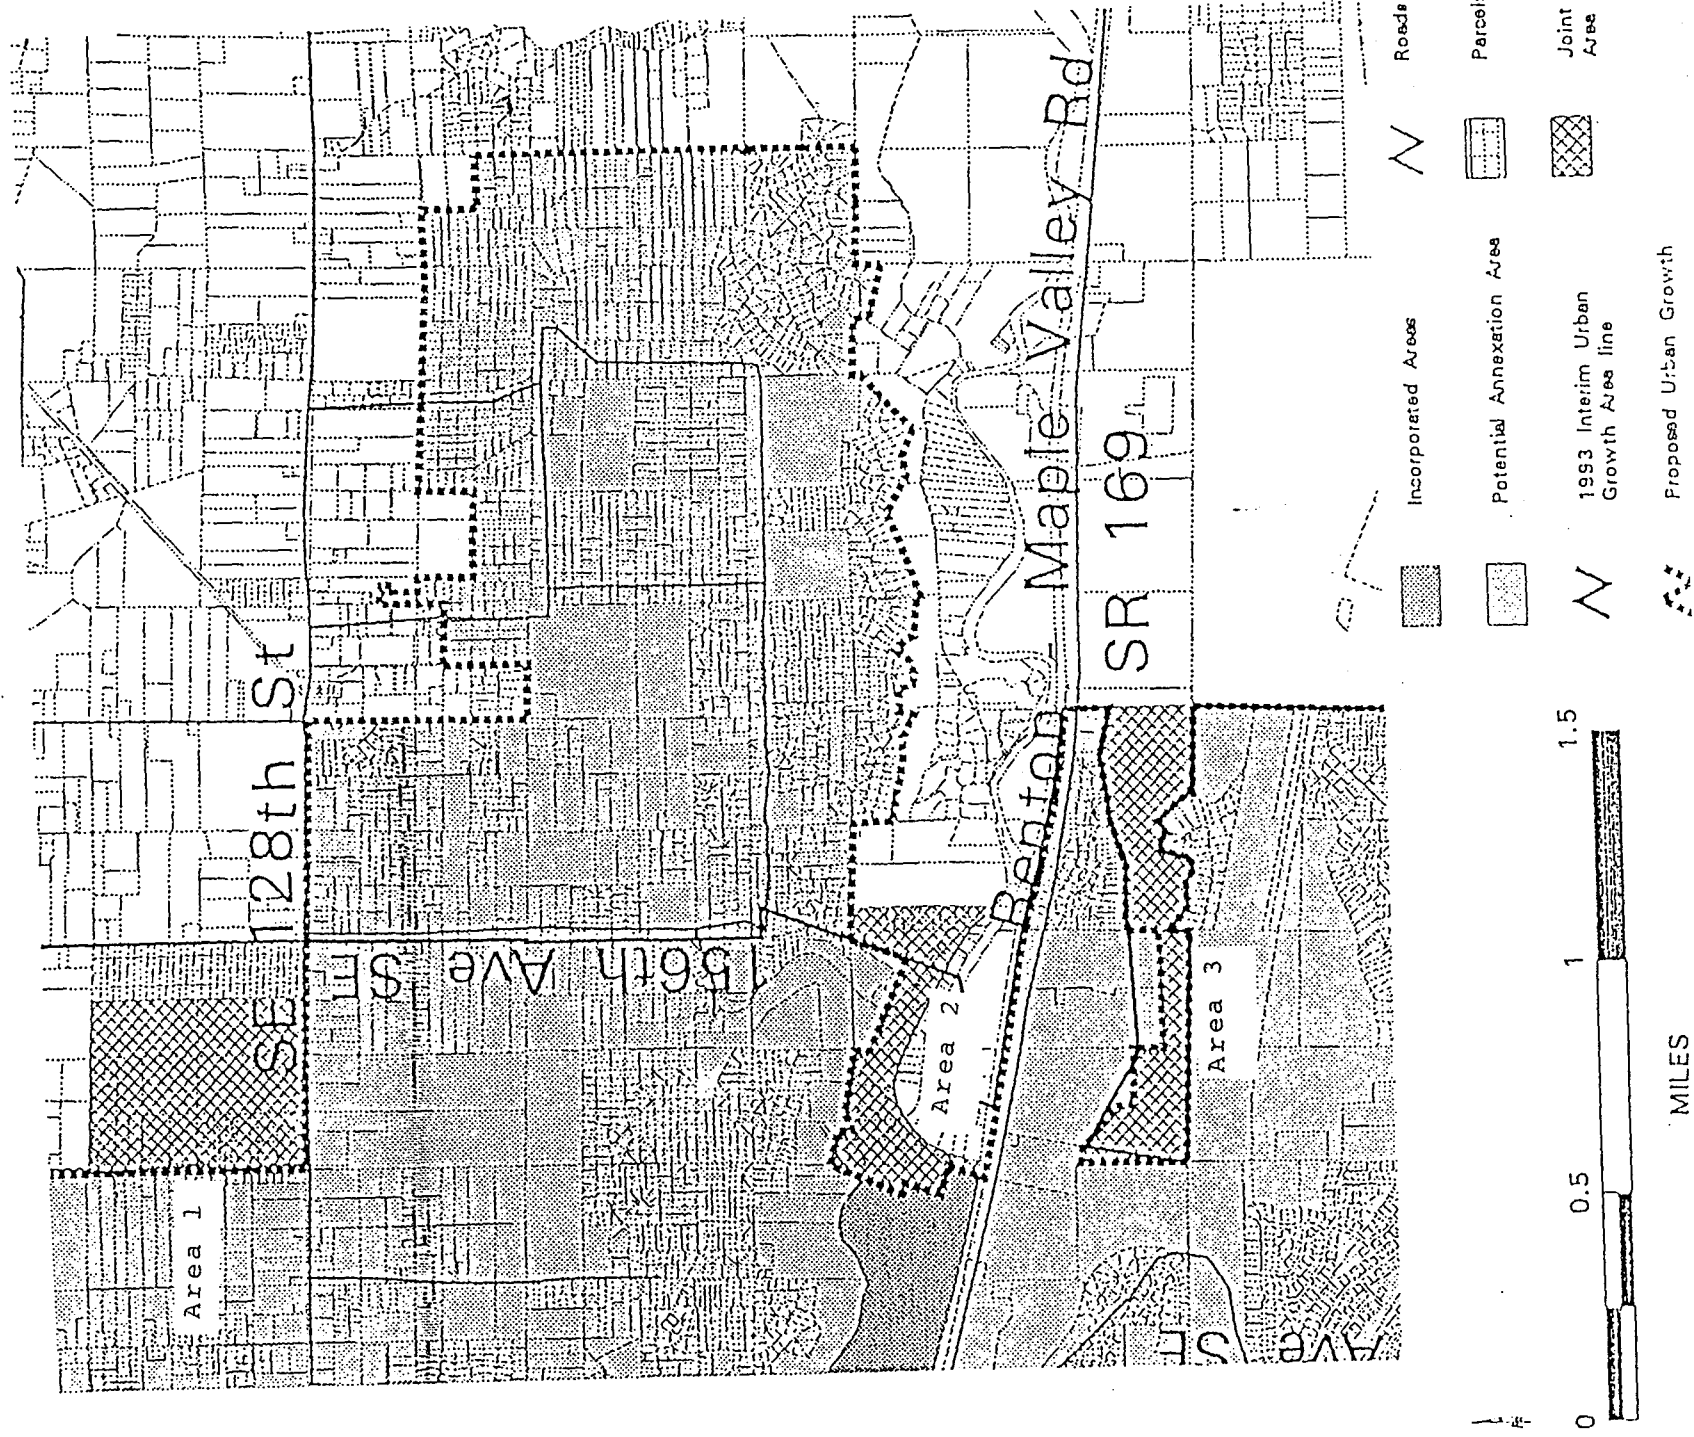 SE 128th St
156th Ave SE
Benton Maple Valley Rd
SR 169
Area 1
Area 2
Area 3
Ave SE
Incorporated Areas
Potential Annexation Area
1993 Interim Urban
Growth Area line
Proposed Urban Growth
Roads
Parcel
Joint
Area
0
0.5
1
1.5
MILES